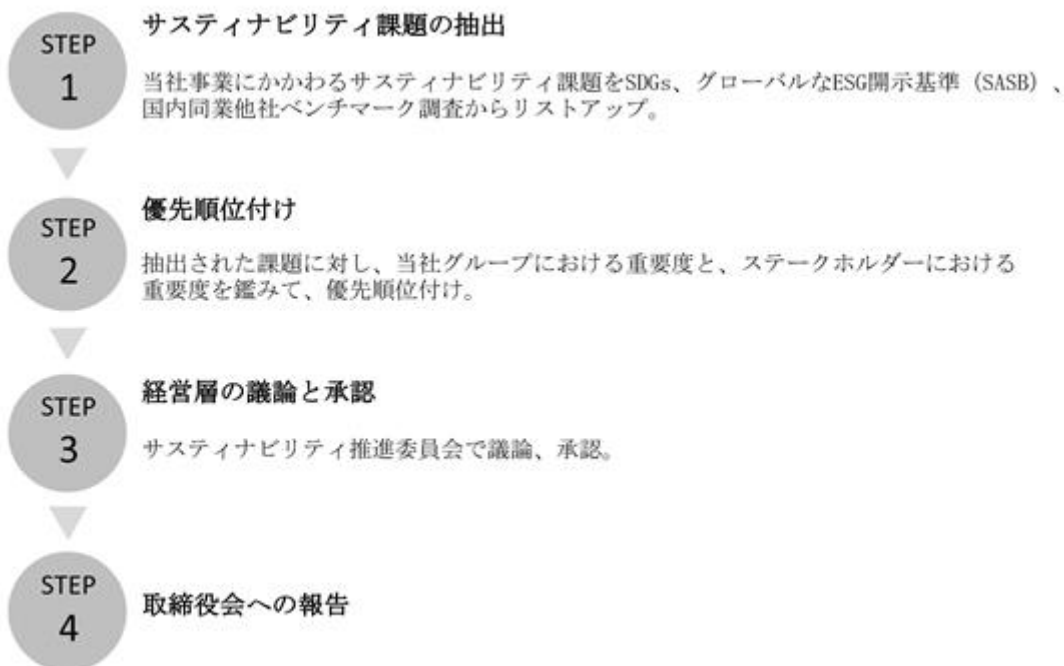 STEP
1
サスティナビリティ課題の抽出
当社事業にかかわるサスティナビリティ課題をSDGs、グローバルなESG開示基準（SASB）、
国内同業他社ベンチマーク調査からリストアップ。
STEP
2
優先順位付け
抽出された課題に対し、当社グループにおける重要度と、ステークホルダーにおける
重要度を鑑みて、優先順位付け。
STEP
3
経営層の議論と承認
サスティナビリティ推進委員会で議論、承認。
STEP
4
取締役会への報告